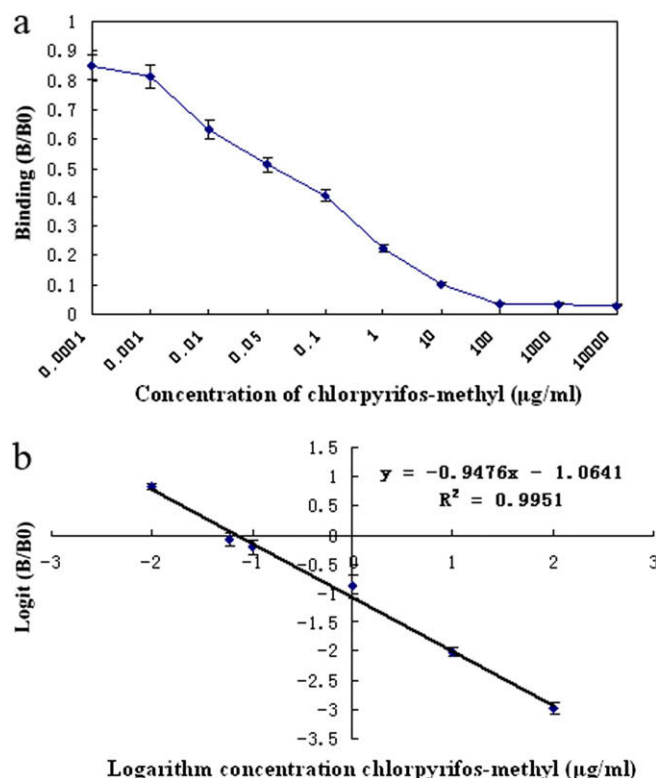 a
Binding (B/B0)
1
0.9
0.8
0.7
0.6
0.5
0.4
0.3
0.2
0.1
0
0.0001 0.001 0.01 0.05 0.1 1 10 100 1000 10000
Concentration of chlorpyrifos-methyl (μg/ml)
b
Logit (B/B0)
y = -0.9476x - 1.0641
R² = 0.9951
1.5
1
0.5
0
-0.5
-1
-1.5
-2
-2.5
-3
-3.5
-3 -2 -1 0 1 2 3
Logarithm concentration chlorpyrifos-methyl (μg/ml)